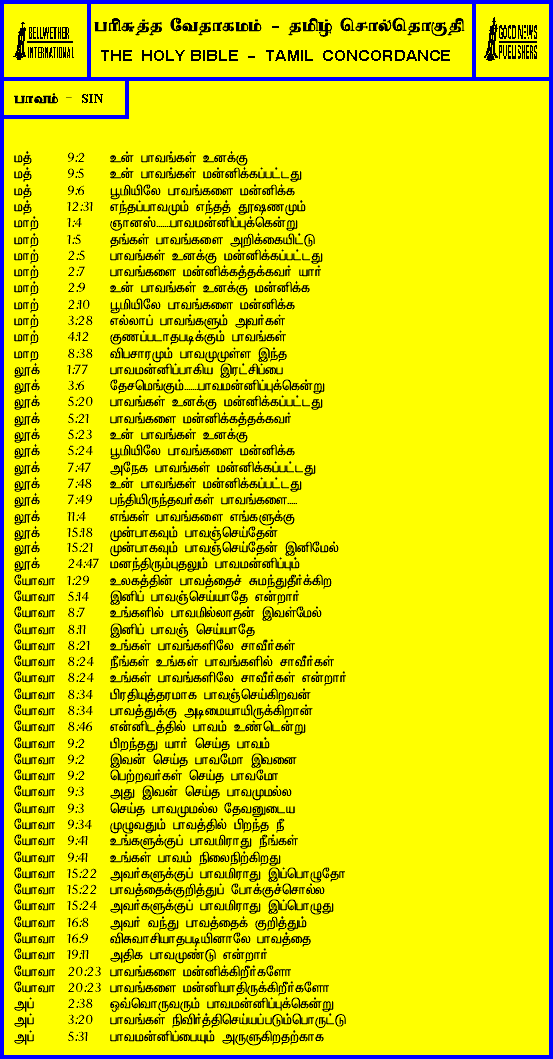 BELLWETHER
INTERNATIONAL
பரிசுத்த வேதாகமம் - தமிழ் சொல்தொகுதி
THE HOLY BIBLE - TAMIL CONCORDANCE
GOOD NEWS
PUBLISHERS
பாவம் - SIN
மத் 9:2 உன் பாவங்கள் உனக்கு
மத் 9:5 உன் பாவங்கள் மன்னிக்கப்பட்டது
மத் 9:6 பூமியிலே பாவங்களை மன்னிக்க
மத் 12:31 எந்தப்பாவமும் எந்தத் தூஷணமும்
மாற் 1:4 ஞானஸ்......பாவமன்னிப்புக்கென்று
மாற் 1:5 தங்கள் பாவங்களை அறிக்கையிட்டு
மாற் 2:5 பாவங்கள் உனக்கு மன்னிக்கப்பட்டது
மாற் 2:7 பாவங்களை மன்னிக்கத்தக்கவர் யார்
மாற் 2:9 உன் பாவங்கள் உனக்கு மன்னிக்க
மாற் 2:10 பூமியிலே பாவங்களை மன்னிக்க
மாற் 3:28 எல்லாப் பாவங்களும் அவர்கள்
மாற் 4:12 குணப்படாதபடிக்கும் பாவங்கள்
மாற 8:38 விபசாரமும் பாவமுமுள்ள இந்த
லூக் 1:77 பாவமன்னிப்பாகிய இரட்சிப்பை
லூக் 3:6 தேசமெங்கும்......பாவமன்னிப்புக்கென்று
லூக் 5:20 பாவங்கள் உனக்கு மன்னிக்கப்பட்டது
லூக் 5:21 பாவங்களை மன்னிக்கத்தக்கவர்
லூக் 5:23 உன் பாவங்கள் உனக்கு
லூக் 5:24 பூமியிலே பாவங்களை மன்னிக்க
லூக் 7:47 அநேக பாவங்கள் மன்னிக்கப்பட்டது
லூக் 7:48 உன் பாவங்கள் மன்னிக்கப்பட்டது
லூக் 7:49 பந்தியிருந்தவர்கள் பாவங்களை.....
லூக் 11:4 எங்கள் பாவங்களை எங்களுக்கு
லூக் 15:18 முன்பாகவும் பாவஞ்செய்தேன்
லூக் 15:21 முன்பாகவும் பாவஞ்செய்தேன் இனிமேல்
லூக் 24:47 மனந்திரும்புதலும் பாவமன்னிப்பும்
யோவா 1:29 உலகத்தின் பாவத்தைச் சுமந்துதீர்க்கிற
யோவா 5:14 இனிப் பாவஞ்செய்யாதே என்றார்
யோவா 8:7 உங்களில் பாவமில்லாதன் இவள்மேல்
யோவா 8:11 இனிப் பாவஞ் செய்யாதே
யோவா 8:21 உங்கள் பாவங்களிலே சாவீர்கள்
யோவா 8:24 நீங்கள் உங்கள் பாவங்களில் சாவீர்கள்
யோவா 8:24 உங்கள் பாவங்களிலே சாவீர்கள் என்றார்
யோவா 8:34 பிரதியுத்தரமாக பாவஞ்செய்கிறவன்
யோவா 8:34 பாவத்துக்கு அடிமையாயிருக்கிறான்
யோவா 8:46 என்னிடத்தில் பாவம் உண்டென்று
யோவா 9:2 பிறந்தது யார் செய்த பாவம்
யோவா 9:2 இவன் செய்த பாவமோ இவனை
யோவா 9:2 பெற்றவர்கள் செய்த பாவமோ
யோவா 9:3 அது இவன் செய்த பாவமுமல்ல
யோவா 9:3 செய்த பாவமுமல்ல தேவனுடைய
யோவா 9:34 முழுவதும் பாவத்தில் பிறந்த நீ
யோவா 9:41 உங்களுக்குப் பாவமிராது நீங்கள்
யோவா 9:41 உங்கள் பாவம் நிலைநிற்கிறது
யோவா 15:22 அவர்களுக்குப் பாவமிராது இப்பொழுதோ
யோவா 15:22 பாவத்தைக்குறித்துப் போக்குச்சொல்ல
யோவா 15:24 அவர்களுக்குப் பாவமிராது இப்பொழுது
யோவா 16:8 அவர் வந்து பாவத்தைக் குறித்தும்
யோவா 16:9 விசுவாசியாதபடியினாலே பாவத்தை
யோவா 19:11 அதிக பாவமுண்டு என்றார்
யோவா 20:23 பாவங்களை மன்னிக்கிறீர்களோ
யோவா 20:23 பாவங்களை மன்னியாதிருக்கிறீர்களோ
அப் 2:38 ஒவ்வொருவரும் பாவமன்னிப்புக்கென்று
அப் 3:20 பாவங்கள் நிவிர்த்திசெய்யப்படும்பொருட்டு
அப் 5:31 பாவமன்னிப்பையும் அருளுகிறதற்காக